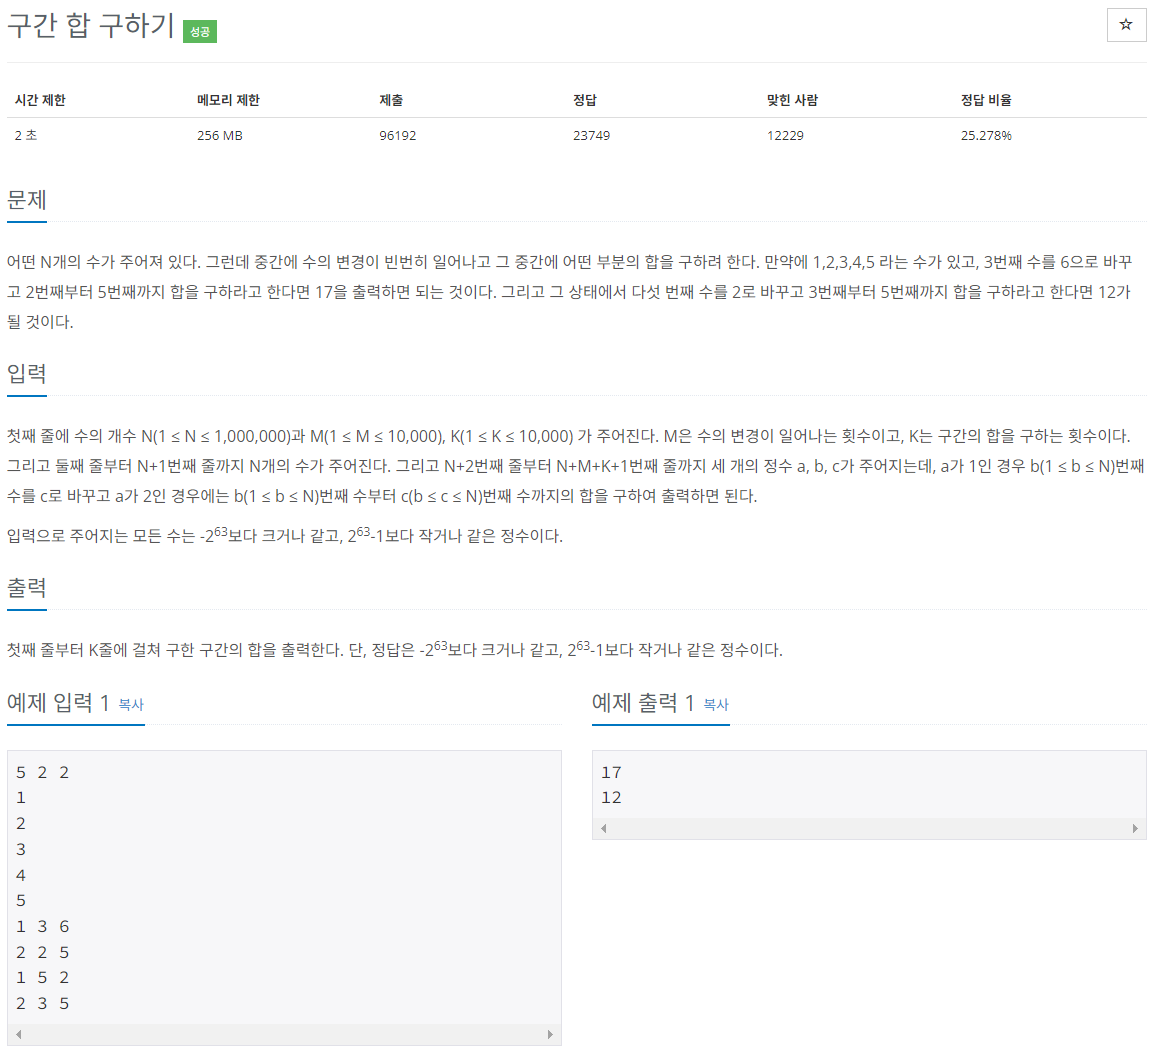 구간 합 구하기 성공
☆
시간 제한 메모리 제한 제출 정답 맞힌 사람 정답 비율
2 초 256 MB 96192 23749 12229 25.278%
문제
어떤 N개의 수가 주어져 있다. 그런데 중간에 수의 변경이 빈번히 일어나고 그 중간에 어떤 부분의 합을 구하려 한다. 만약에 1,2,3,4,5 라는 수가 있고, 3번째 수를 6으로 바꾸
고 2번째부터 5번째까지 합을 구하라고 한다면 17을 출력하면 되는 것이다. 그리고 그 상태에서 다섯 번째 수를 2로 바꾸고 3번째부터 5번째까지 합을 구하라고 한다면 12가
될 것이다.
입력
첫째 줄에 수의 개수 N(1 ≤ N ≤ 1,000,000)과 M(1 ≤ M ≤ 10,000), K(1 ≤ K ≤ 10,000) 가 주어진다. M은 수의 변경이 일어나는 횟수이고, K는 구간의 합을 구하는 횟수이다.
그리고 둘째 줄부터 N+1번째 줄까지 N개의 수가 주어진다. 그리고 N+2번째 줄부터 N+M+K+1번째 줄까지 세 개의 정수 a, b, c가 주어지는데, a가 1인 경우 b(1 ≤ b ≤ N)번째
수를 c로 바꾸고 a가 2인 경우에는 b(1 ≤ b ≤ N)번째 수부터 c(b ≤ c ≤ N)번째 수까지의 합을 구하여 출력하면 된다.
입력으로 주어지는 모든 수는 -2⁶³보다 크거나 같고, 2⁶³-1보다 작거나 같은 정수이다.
출력
첫째 줄부터 K줄에 걸쳐 구한 구간의 합을 출력한다. 단, 정답은 -2⁶³보다 크거나 같고, 2⁶³-1보다 작거나 같은 정수이다.
예제 입력 1 복사
5 2 2
1
2
3
4
5
1 3 6
2 2 5
1 5 2
2 3 5
예제 출력 1 복사
17
12